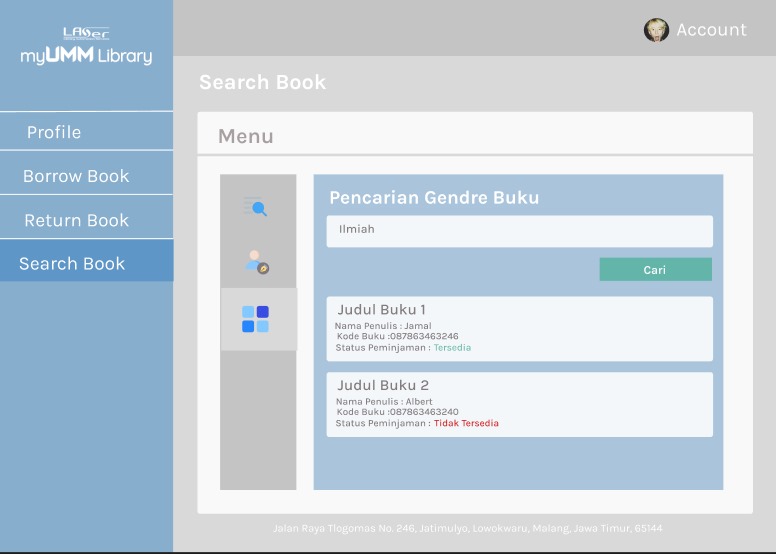 LASer
myUMM Library
Account
Search Book
Profile
Borrow Book
Return Book
Search Book
Menu
Pencarian Gendre Buku
Ilmiah
Cari
Judul Buku 1
Nama Penulis : Jamal
Kode Buku :087863463246
Status Peminjaman : Tersedia
Judul Buku 2
Nama Penulis : Albert
Kode Buku :087863463240
Status Peminjaman : Tidak Tersedia
Jalan Raya Tlogomas No. 246, Jatimulyo, Lowokwaru, Malang, Jawa Timur, 65144